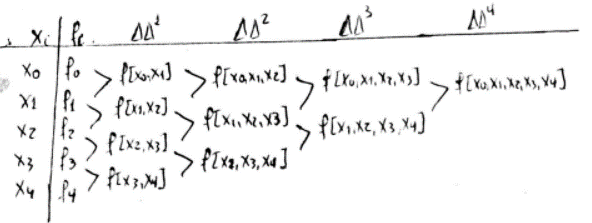 xi fi ΔΔ¹ ΔΔ² ΔΔ³ ΔΔ⁴
x0 f0 f[x0,x1] f[x0,x1,x2] f[x0,x1,x2,x3] f[x0,x1,x2,x3,x4]
x1 f1 f[x1,x2] f[x1,x2,x3] f[x1,x2,x3,x4]
x2 f2 f[x2,x3] f[x2,x3,x4]
x3 f3 f[x3,x4]
x4 f4